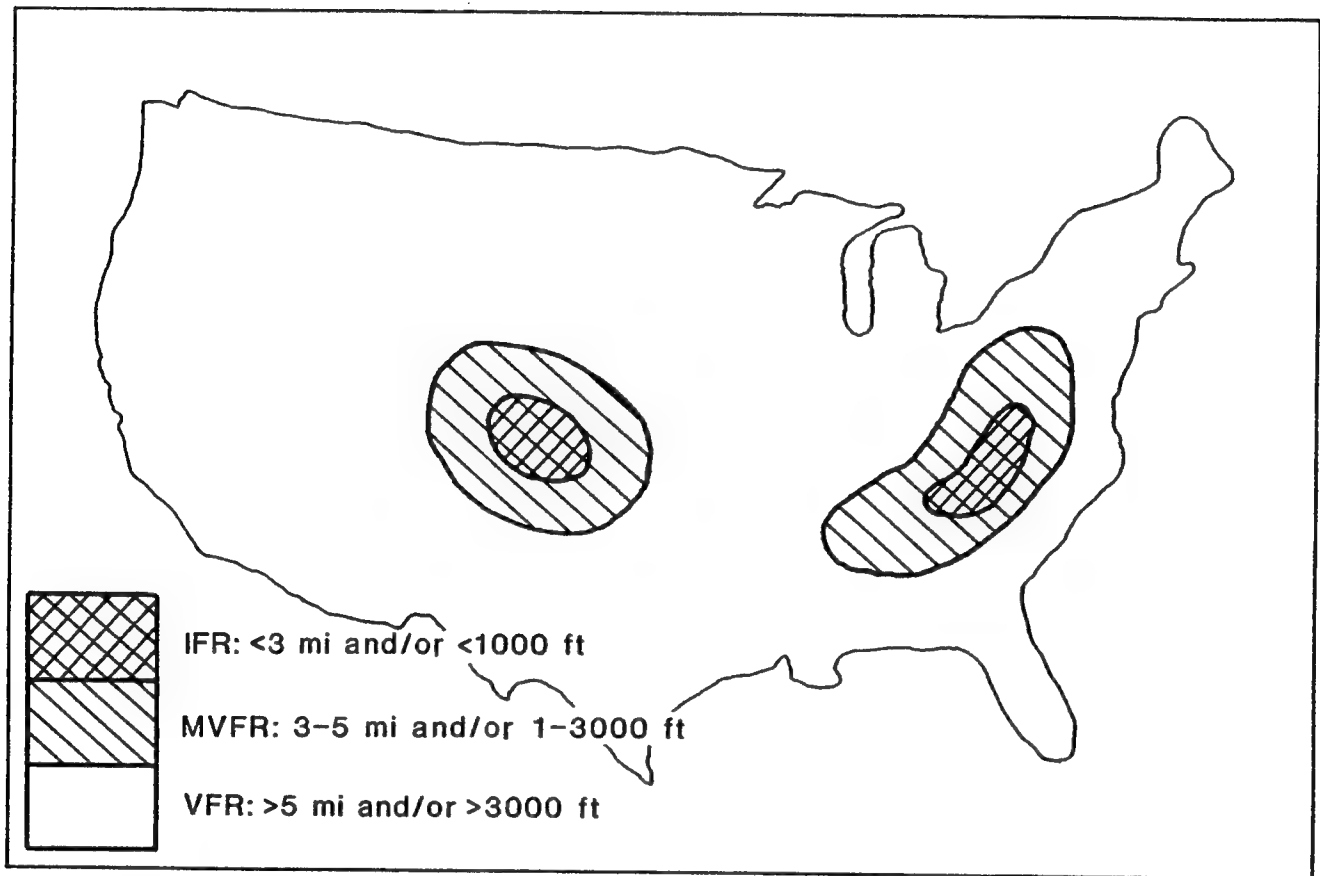 IFR: <3 mi and/or <1000 ft
MVFR: 3-5 mi and/or 1-3000 ft
VFR: >5 mi and/or >3000 ft